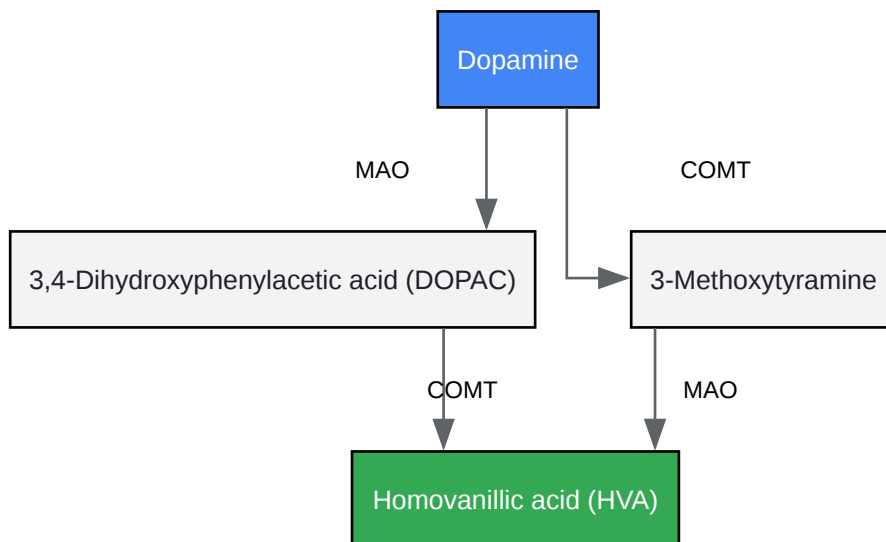 Dopamine
MAO
COMT
3,4-Dihydroxyphenylacetic acid (DOPAC)
3-Methoxytyramine
COMT
MAO
Homovanillic acid (HVA)